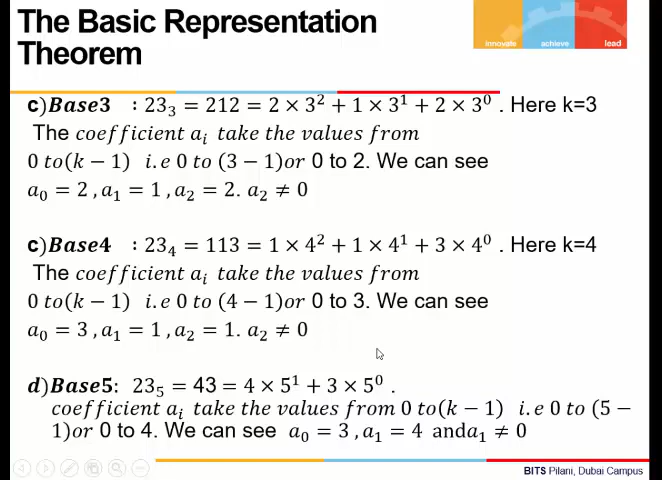 The Basic Representation
Theorem
innovate achieve lead
c)Base3 : 23₃ = 212 = 2 × 3² + 1 × 3¹ + 2 × 3⁰ . Here k=3
The coefficient aᵢ take the values from
0 to(k − 1) i.e 0 to (3 − 1)or 0 to 2. We can see
a₀ = 2 , a₁ = 1 , a₂ = 2. a₂ ≠ 0
c)Base4 : 23₄ = 113 = 1 × 4² + 1 × 4¹ + 3 × 4⁰ . Here k=4
The coefficient aᵢ take the values from
0 to(k − 1) i.e 0 to (4 − 1)or 0 to 3. We can see
a₀ = 3 , a₁ = 1 , a₂ = 1. a₂ ≠ 0
d)Base5: 23₅ = 43 = 4 × 5¹ + 3 × 5⁰ .
coefficient aᵢ take the values from 0 to(k − 1) i.e 0 to (5 −
1)or 0 to 4. We can see a₀ = 3 , a₁ = 4 anda₁ ≠ 0
BITS Pilani, Dubai Campus